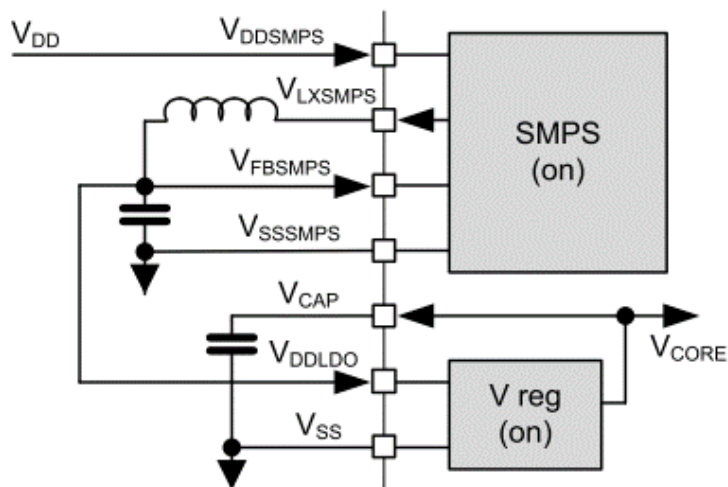 VDD
VDDSMPS
VLXSMPS
VFBSMPS
VSSSMPS
SMPS
(on)
VCAP
VCORE
VDDLDO
V reg
(on)
VSS